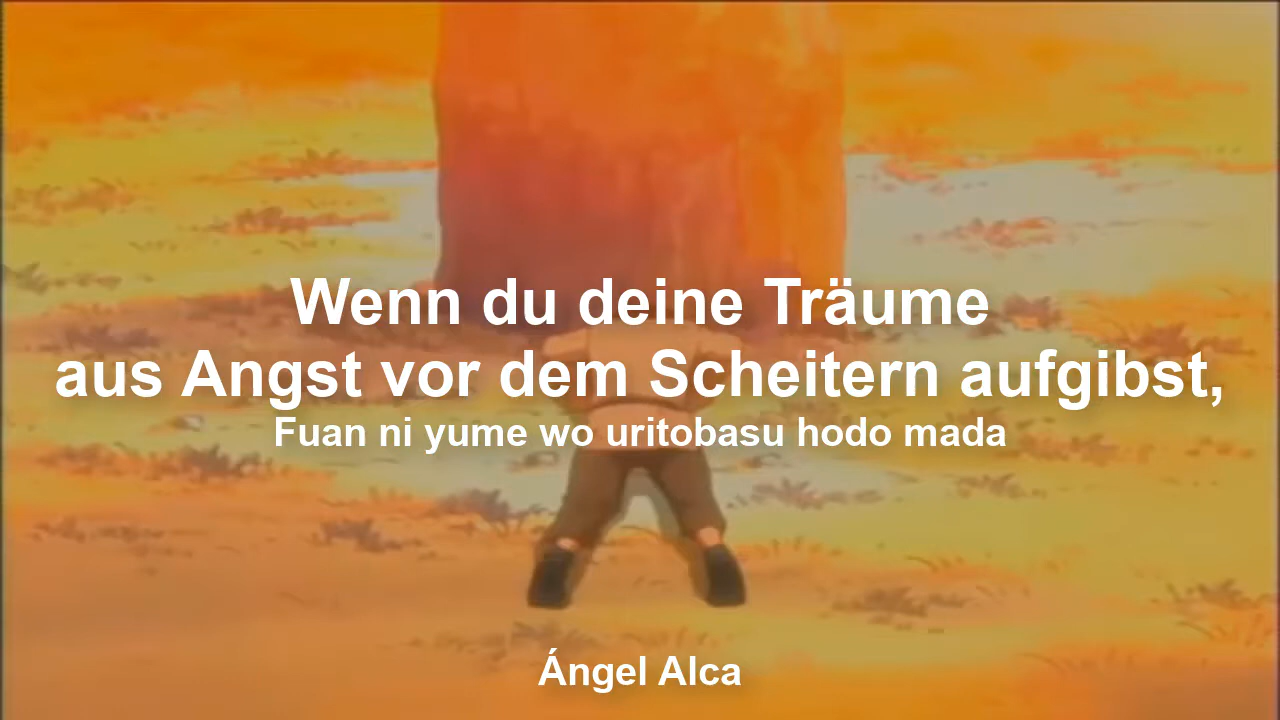 Wenn du deine Träume
aus Angst vor dem Scheitern aufgibst,
Fuan ni yume wo uritobasu hodo mada
Ángel Alca